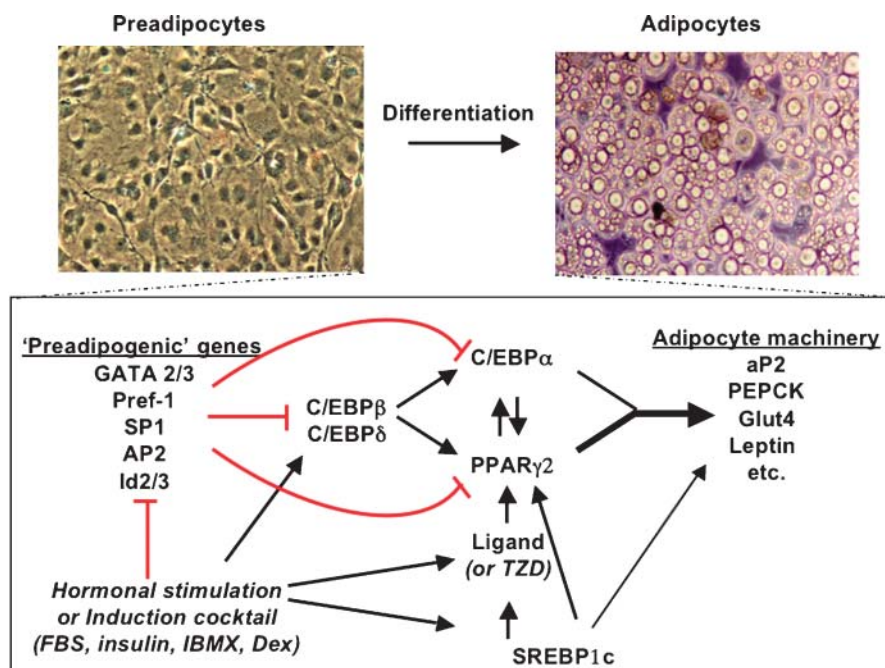 Preadipocytes
Adipocytes
Differentiation
‘Preadipogenic’ genes
GATA 2/3
Pref-1
SP1
AP2
Id2/3
C/EBPβ
C/EBPδ
C/EBPα
PPARγ2
Ligand
(or TZD)
SREBP1c
Hormonal stimulation
or Induction cocktail
(FBS, insulin, IBMX, Dex)
Adipocyte machinery
aP2
PEPCK
Glut4
Leptin
etc.